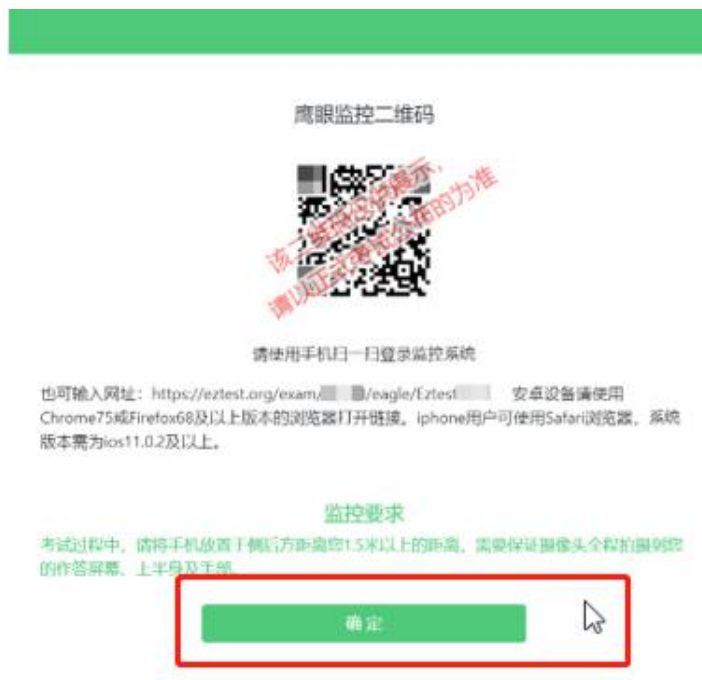 鹰眼监控二维码
该二维码仅供展示,
请以正式考试公布的为准
请使用手机扫一扫登录监控系统
也可输入网址：https://eztest.org/exam/ /eagle/Eztest 安卓设备请使用
Chrome75或Firefox68及以上版本的浏览器打开链接。iphone用户可使用Safari浏览器，系统
版本需为ios11.0.2及以上。
监控要求
考试过程中，请将手机放置于侧后方距离您1.5米以上的距离，需要保证摄像头全程拍摄到您
的作答屏幕、上半身及手部。
确定